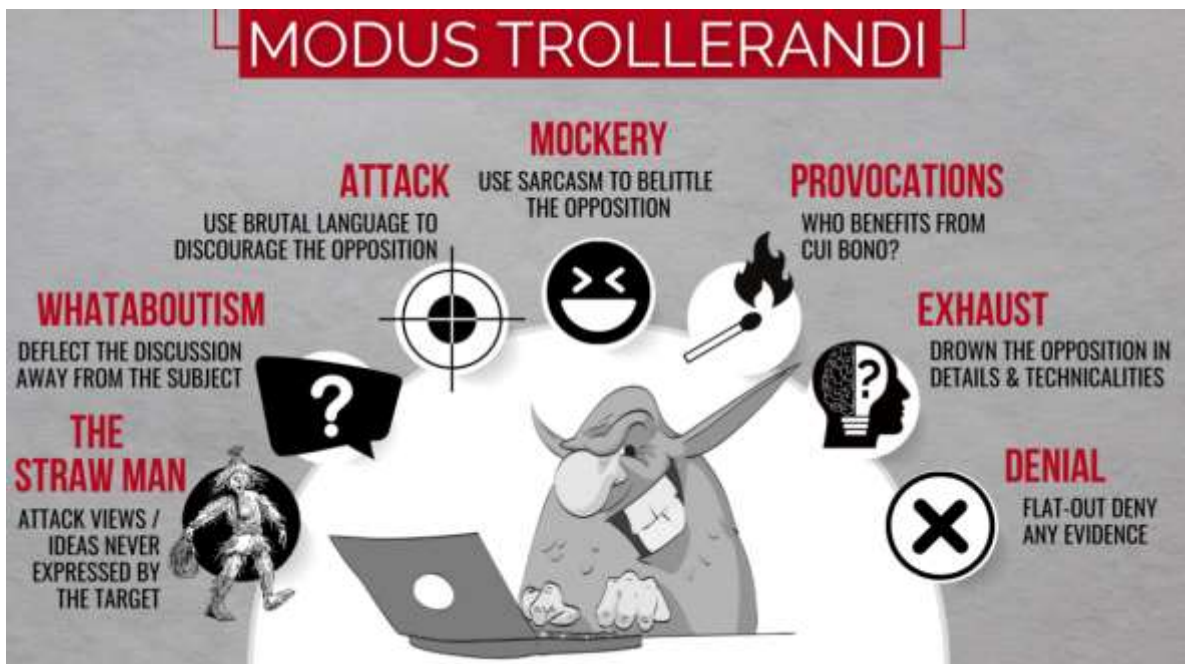 MODUS TROLLERANDI
THE
STRAW MAN
ATTACK VIEWS /
IDEAS NEVER
EXPRESSED BY
THE TARGET
WHATABOUTISM
DEFLECT THE DISCUSSION
AWAY FROM THE SUBJECT
?
ATTACK
USE BRUTAL LANGUAGE TO
DISCOURAGE THE OPPOSITION
MOCKERY
USE SARCASM TO BELITTLE
THE OPPOSITION
PROVOCATIONS
WHO BENEFITS FROM
CUI BONO?
EXHAUST
DROWN THE OPPOSITION IN
DETAILS & TECHNICALITIES
?
DENIAL
FLAT-OUT DENY
ANY EVIDENCE